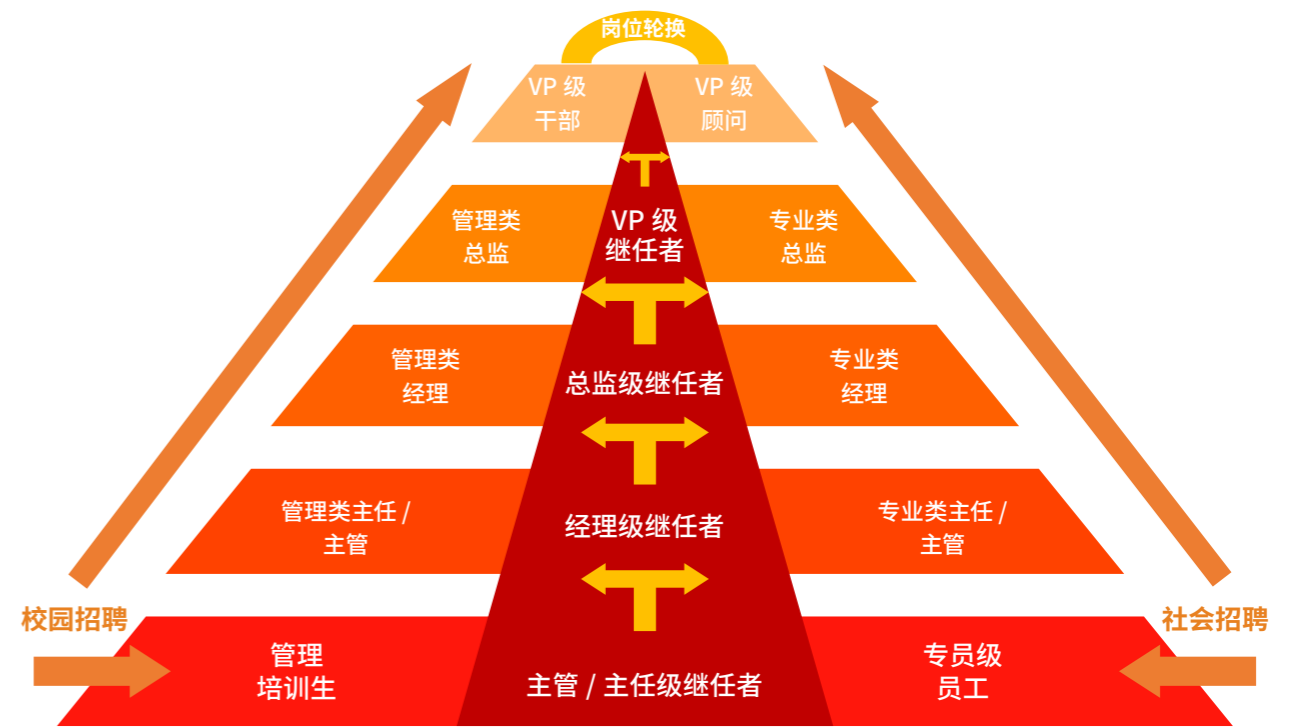 岗位轮换
VP 级
干部
VP 级
顾问
管理类
总监
VP 级
继任者
专业类
总监
管理类
经理
总监级继任者
专业类
经理
管理类主任 /
主管
经理级继任者
专业类主任 /
主管
校园招聘
社会招聘
管理
培训生
主管 / 主任级继任者
专员级
员工